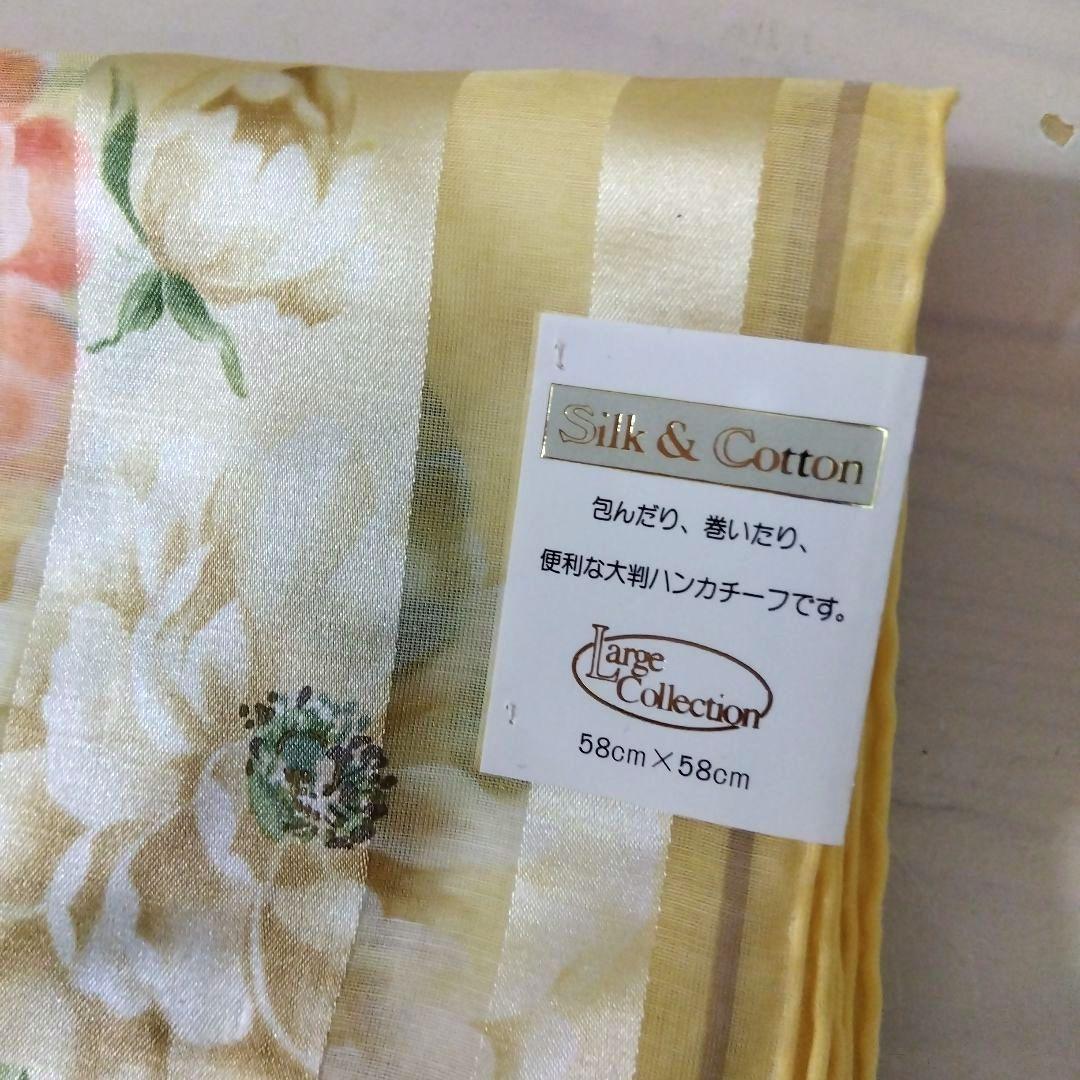 Silk & Cotton
包んだり、巻いたり、
便利な大判ハンカチーフです。
Large
Collection
58cm×58cm